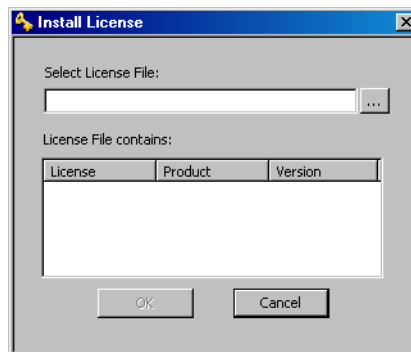 Install License
Select License File:
...
License File contains:
License Product Version
OK Cancel